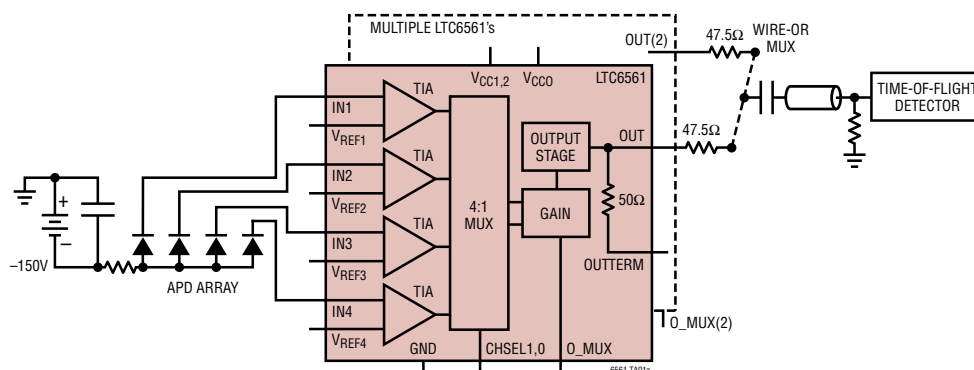 MULTIPLE LTC6561's
OUT(2)
47.5Ω
WIRE-OR
MUX
VCC1,2
VCCO
LTC6561
TIME-OF-FLIGHT
DETECTOR
TIA
IN1
VREF1
OUTPUT
STAGE
OUT
47.5Ω
TIA
IN2
VREF2
4:1
MUX
GAIN
50Ω
+
–
–150V
APD ARRAY
TIA
IN3
VREF3
OUTTERM
TIA
IN4
VREF4
O_MUX(2)
GND
CHSEL1,0
O_MUX
6561 TA01a